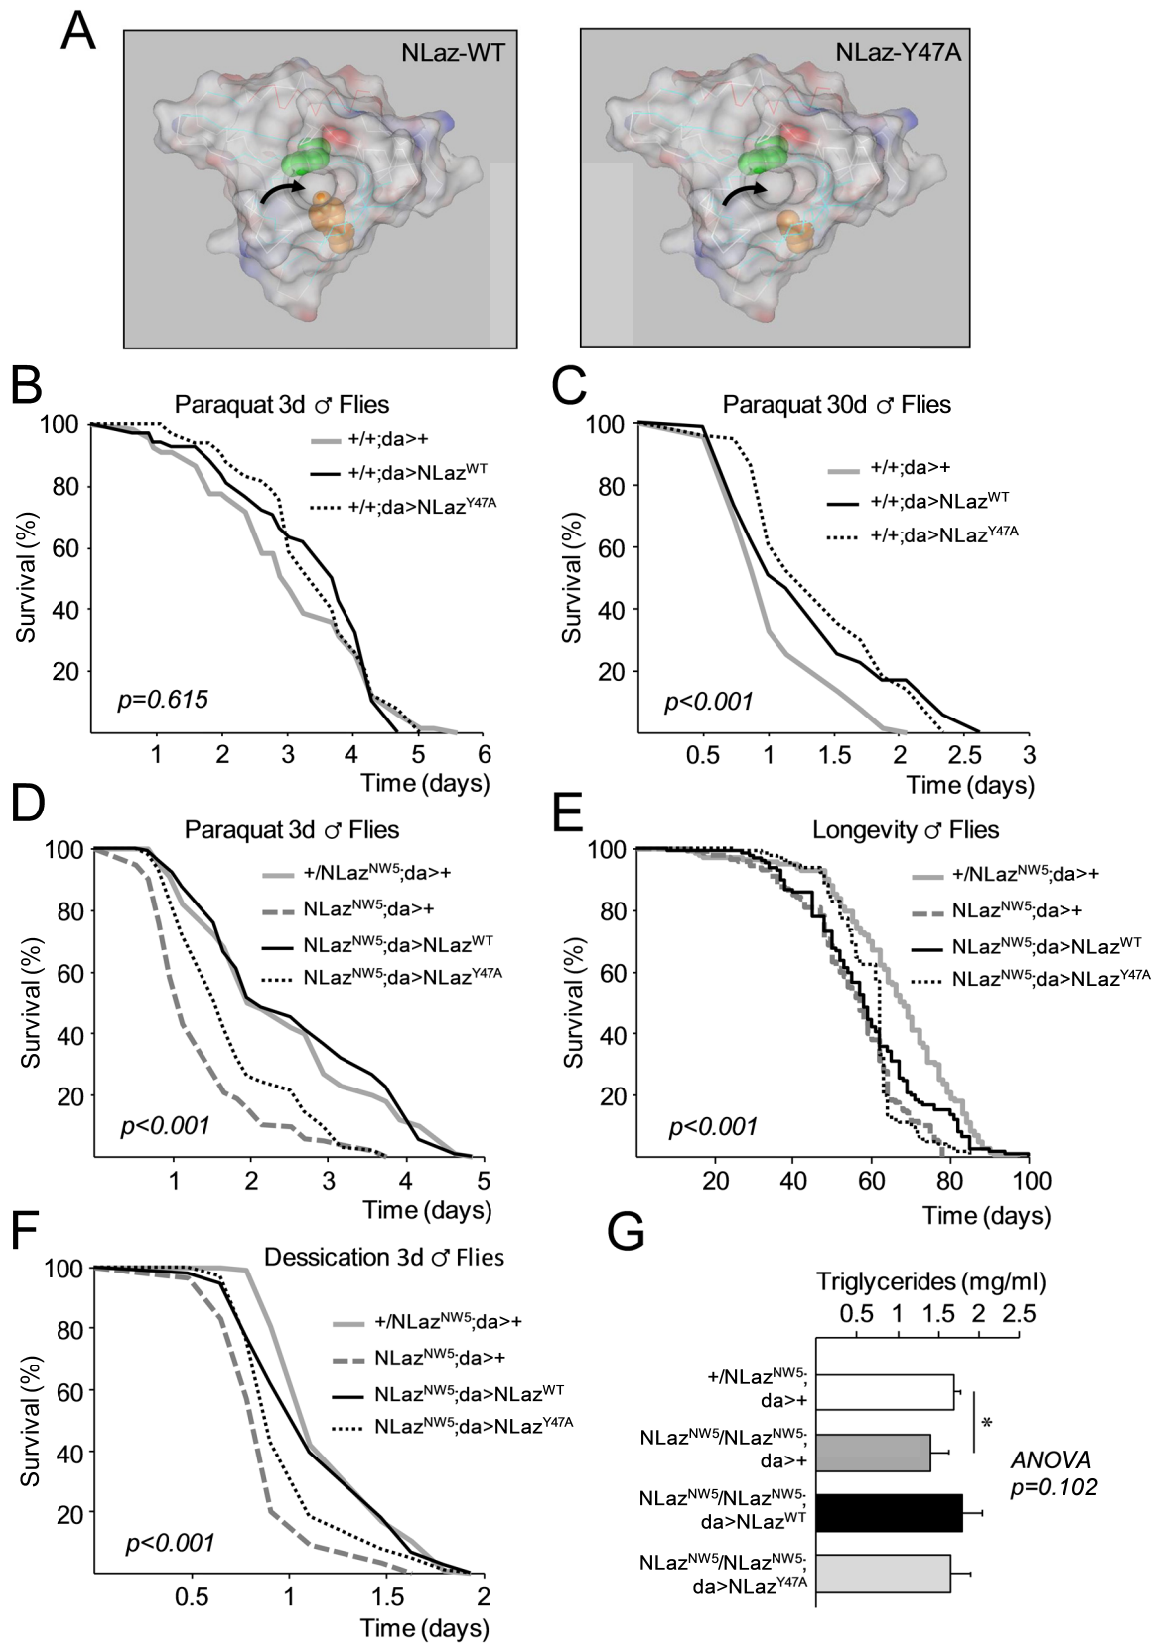 A
NLaz-WT
NLaz-Y47A
B
Paraquat 3d ♂ Flies
100
80
60
40
20
Survival (%)
+/+;da>+
+/+;da>NLazWT
+/+;da>NLazY47A
p=0.615
1 2 3 4 5 6
Time (days)
C
Paraquat 30d ♂ Flies
100
80
60
40
20
Survival (%)
+/+;da>+
+/+;da>NLazWT
+/+;da>NLazY47A
p<0.001
0.5 1 1.5 2 2.5 3
Time (days)
D
Paraquat 3d ♂ Flies
100
80
60
40
20
Survival (%)
+/NLazNW5;da>+
NLazNW5;da>+
NLazNW5;da>NLazWT
NLazNW5;da>NLazY47A
p<0.001
1 2 3 4 5
Time (days)
E
Longevity ♂ Flies
100
80
60
40
20
Survival (%)
+/NLazNW5;da>+
NLazNW5;da>+
NLazNW5;da>NLazWT
NLazNW5;da>NLazY47A
p<0.001
20 40 60 80 100
Time (days)
F
Dessication 3d ♂ Flies
100
80
60
40
20
Survival (%)
+/NLazNW5;da>+
NLazNW5;da>+
NLazNW5;da>NLazWT
NLazNW5;da>NLazY47A
p<0.001
0.5 1 1.5 2
Time (days)
G
Triglycerides (mg/ml)
0.5 1 1.5 2 2.5
+/NLazNW5;
da>+
NLazNW5/NLazNW5;
da>+
NLazNW5/NLazNW5;
da>NLazWT
NLazNW5/NLazNW5;
da>NLazY47A
*
ANOVA
p=0.102